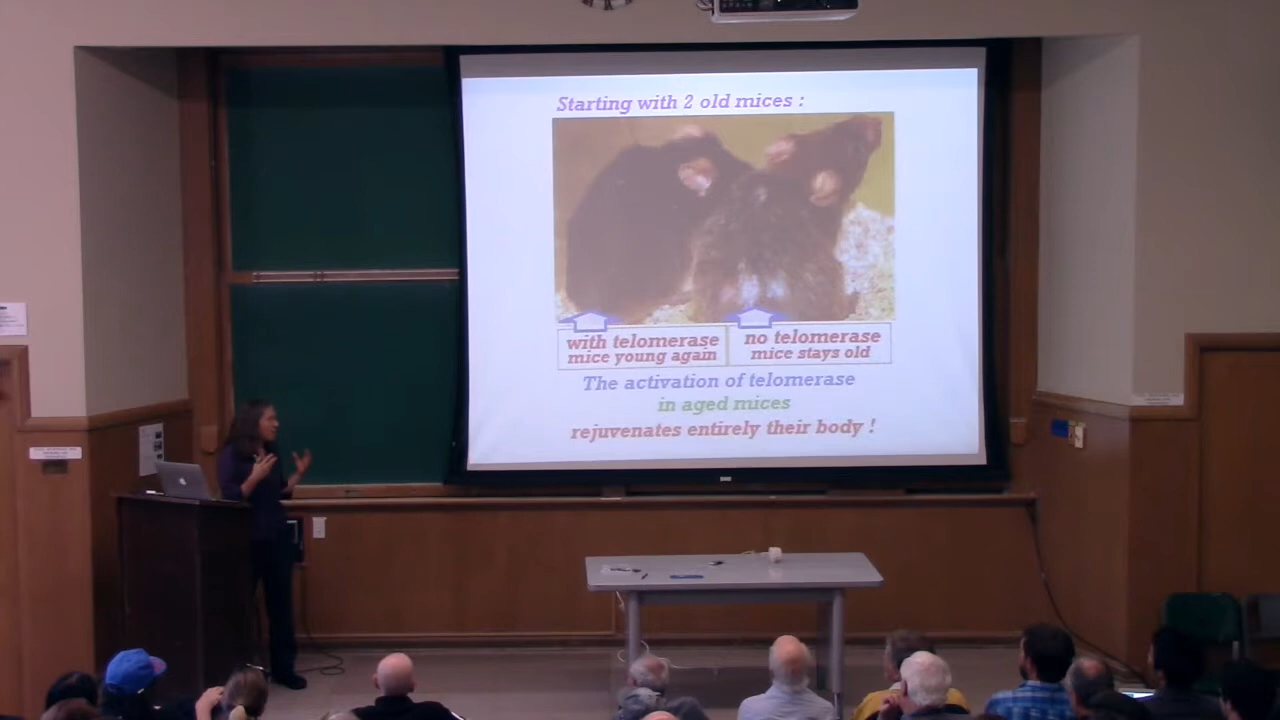 Starting with 2 old mices :
with telomerase
mice young again
no telomerase
mice stays old
The activation of telomerase
in aged mices
rejuvenates entirely their body !